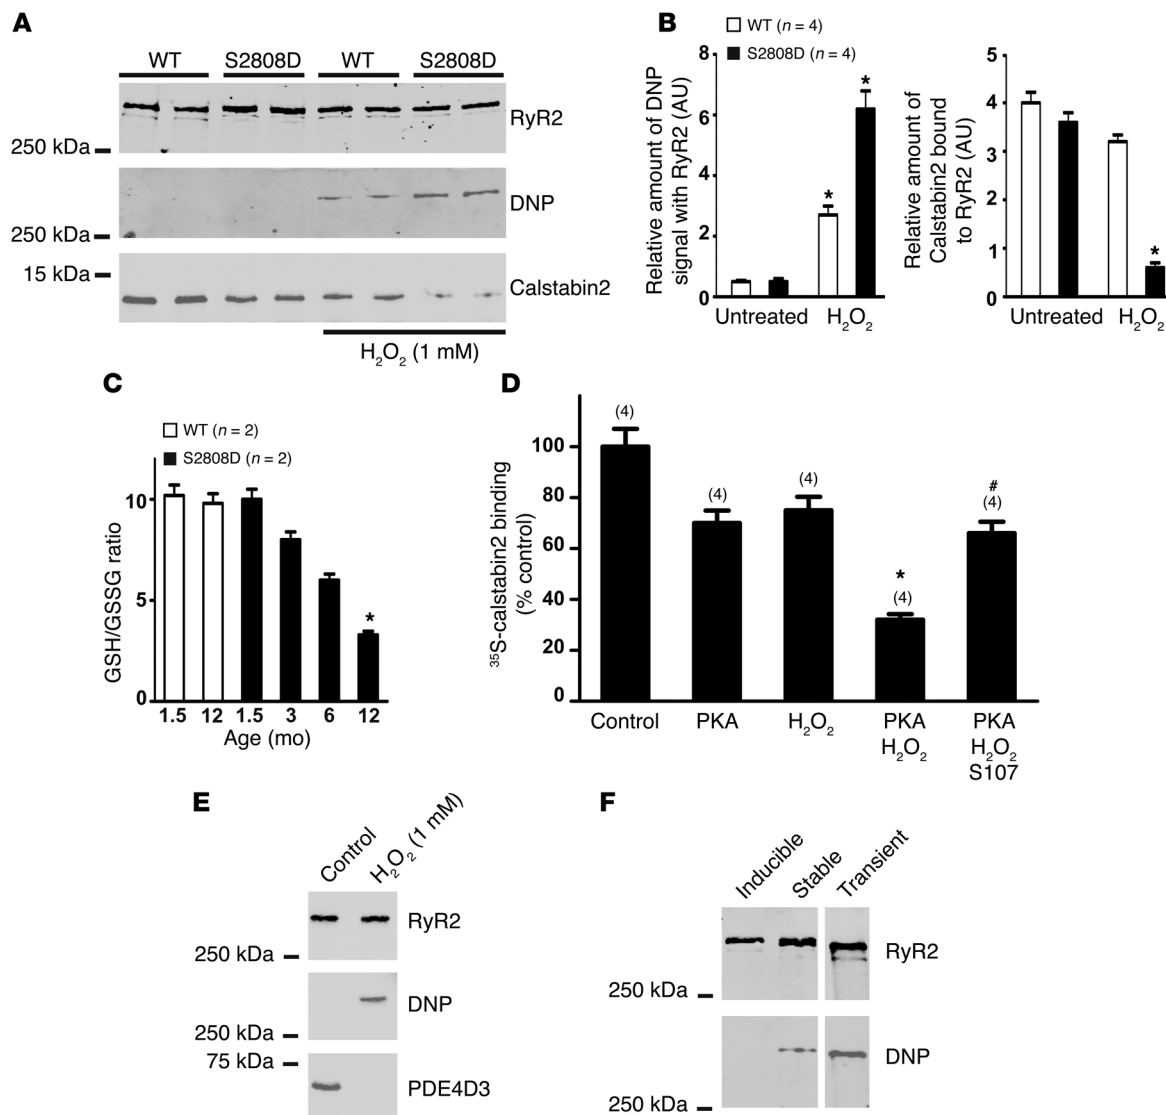 A
WT S2808D WT S2808D
RyR2
250 kDa
DNP
250 kDa
15 kDa
Calstabin2
H₂O₂ (1 mM)
B
WT (n = 4)
S2808D (n = 4)
Relative amount of DNP
signal with RyR2 (AU)
8
6
4
2
0
*
*
Untreated H₂O₂
Relative amount of
Calstabin2 bound
to RyR2 (AU)
5
4
3
2
1
0
*
Untreated H₂O₂
C
WT (n = 2)
S2808D (n = 2)
GSH/GSSG ratio
10
5
0
*
1.5 12 1.5 3 6 12
Age (mo)
D
³⁵S-calstabin2 binding
(% control)
100
80
60
40
20
0
(4)
(4)
(4)
*
(4)
#
(4)
Control PKA H₂O₂ PKA PKA
H₂O₂ H₂O₂
S107
E
Control H₂O₂ (1 mM)
RyR2
250 kDa
DNP
250 kDa
75 kDa
PDE4D3
F
Inducible Stable Transient
RyR2
250 kDa
DNP
250 kDa